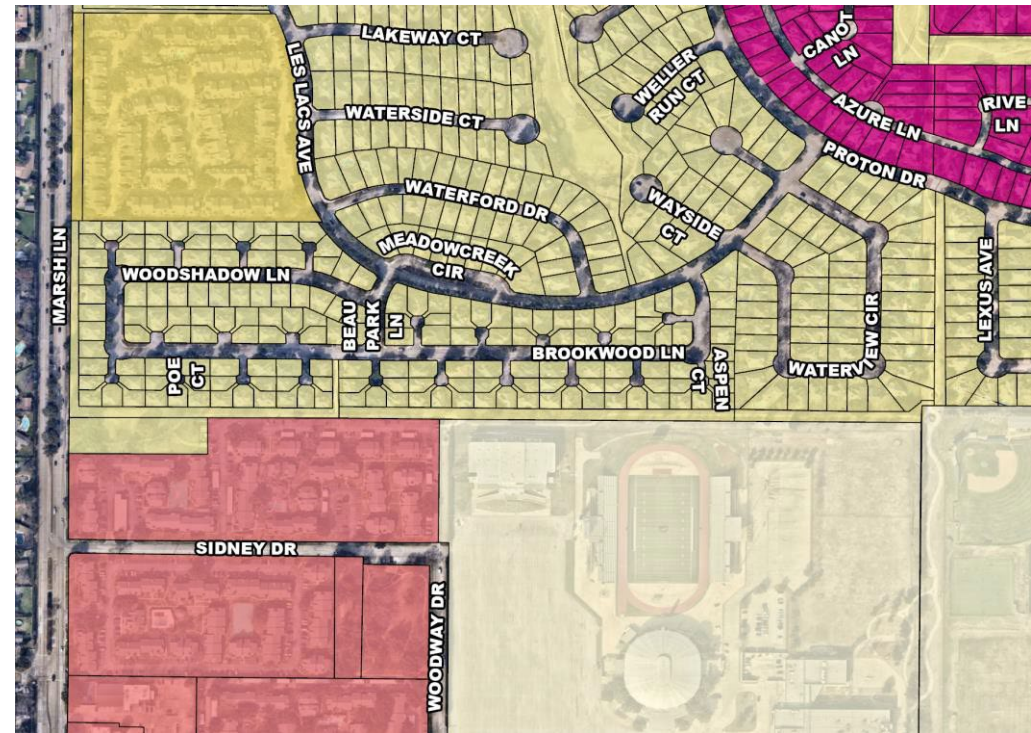 LAKEWAY CT
LES LACS AVE
WATERSIDE CT
WELLER
RUN CT
CANOT
LN
AZURE LN
RIVE
LN
PROTON DR
WATERFORD DR
WAYSIDE
CT
MEADOWCREEK
CIR
MARSH LN
WOODSHADOW LN
BEAU
PARK
LN
LEXUS AVE
WATERVIEW CIR
BROOKWOOD LN
POE
CT
ASPEN
CT
SIDNEY DR
WOODWAY DR